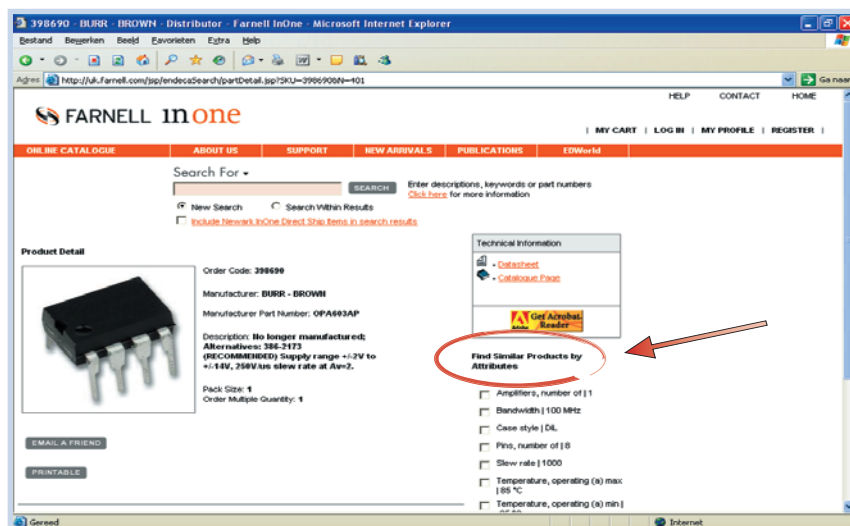 398690 - BURR - BROWN - Distributor - Farnell InOne - Microsoft Internet Explorer
Bestand Bewerken Beeld Favorieten Extra Help
Adres http://uk.farnell.com/jsp/endecaSearch/partDetail.jsp?SKU=398690&N=401 Ga naar
HELP CONTACT HOME
FARNELL inone
| MY CART | LOG IN | MY PROFILE | REGISTER |
ONLINE CATALOGUE ABOUT US SUPPORT NEW ARRIVALS PUBLICATIONS EDWorld
Search For
SEARCH Enter descriptions, keywords or part numbers
Click here for more information
New Search Search Within Results
Include Newark InOne Direct Ship Items in search results
Product Detail
Order Code: 398690
Manufacturer: BURR - BROWN
Manufacturer Part Number: OPA603AP
Description: No longer manufactured;
Alternatives: 386-2173
(RECOMMENDED) Supply range +/-2V to
+/-14V, 250V/us slew rate at Av=2.
Pack Size: 1
Order Multiple Quantity: 1
EMAIL A FRIEND
PRINTABLE
Technical Information
- Datasheet
- Catalogue Page
Get Acrobat
Reader
Adobe
Find Similar Products by
Attributes
Amplifiers, number of | 1
Bandwidth | 100 MHz
Case style | DIL
Pins, number of | 8
Slew rate | 1000
Temperature, operating (a) max
| 85 °C
Temperature, operating (a) min |
Gereed Internet